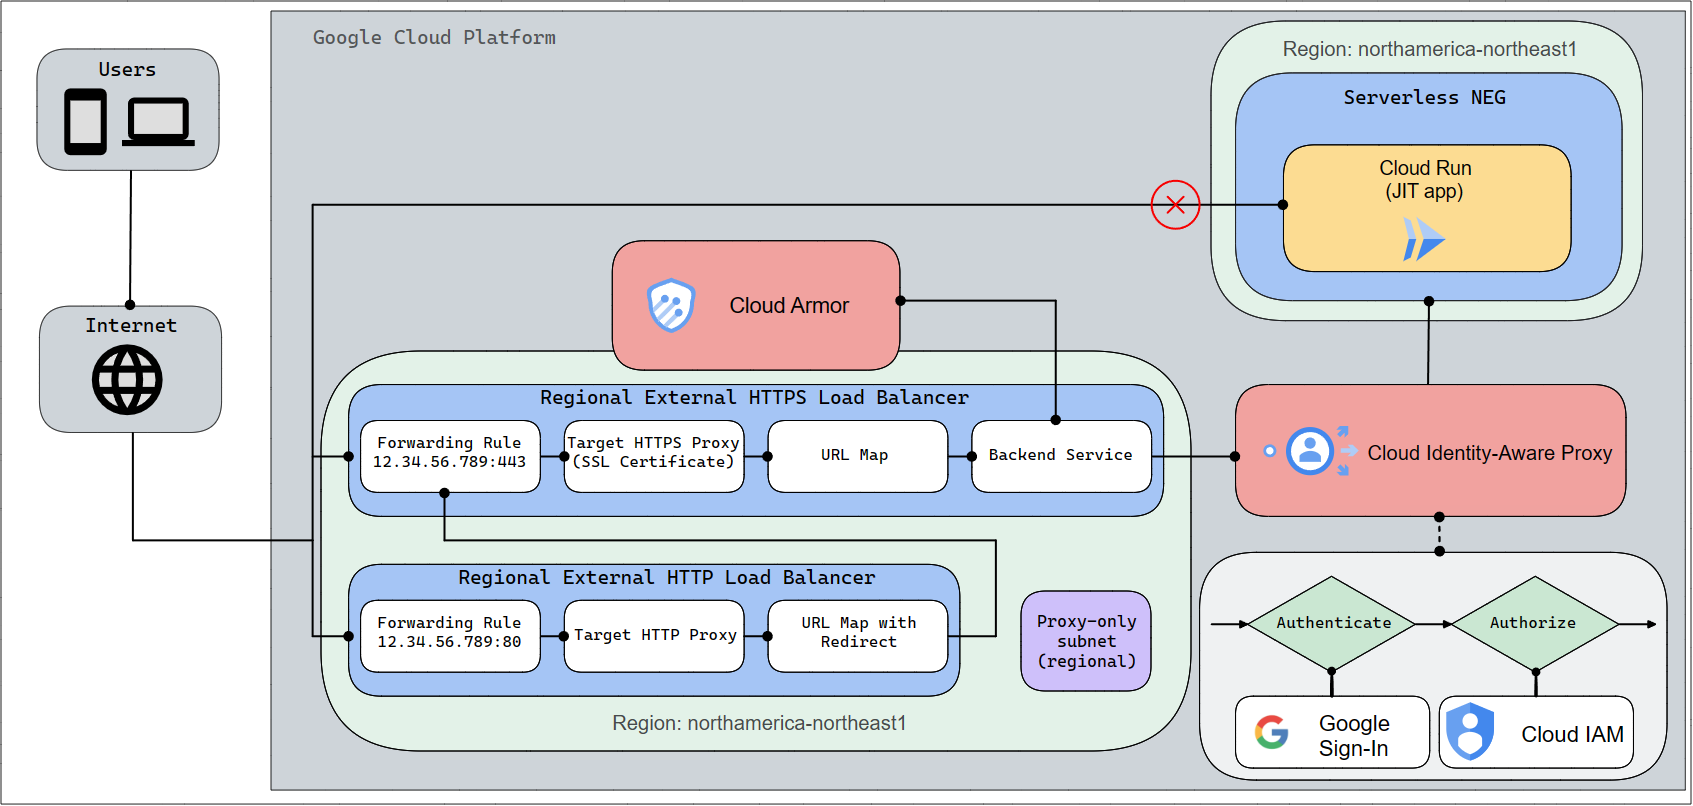 Google Cloud Platform
Users
Internet
Region: northamerica-northeast1
Serverless NEG
Cloud Run
(JIT app)
Cloud Armor
Regional External HTTPS Load Balancer
Forwarding Rule
12.34.56.789:443
Target HTTPS Proxy
(SSL Certificate)
URL Map
Backend Service
Cloud Identity-Aware Proxy
Regional External HTTP Load Balancer
Forwarding Rule
12.34.56.789:80
Target HTTP Proxy
URL Map with
Redirect
Proxy-only
subnet
(regional)
Region: northamerica-northeast1
Authenticate
Authorize
Google
Sign-In
Cloud IAM